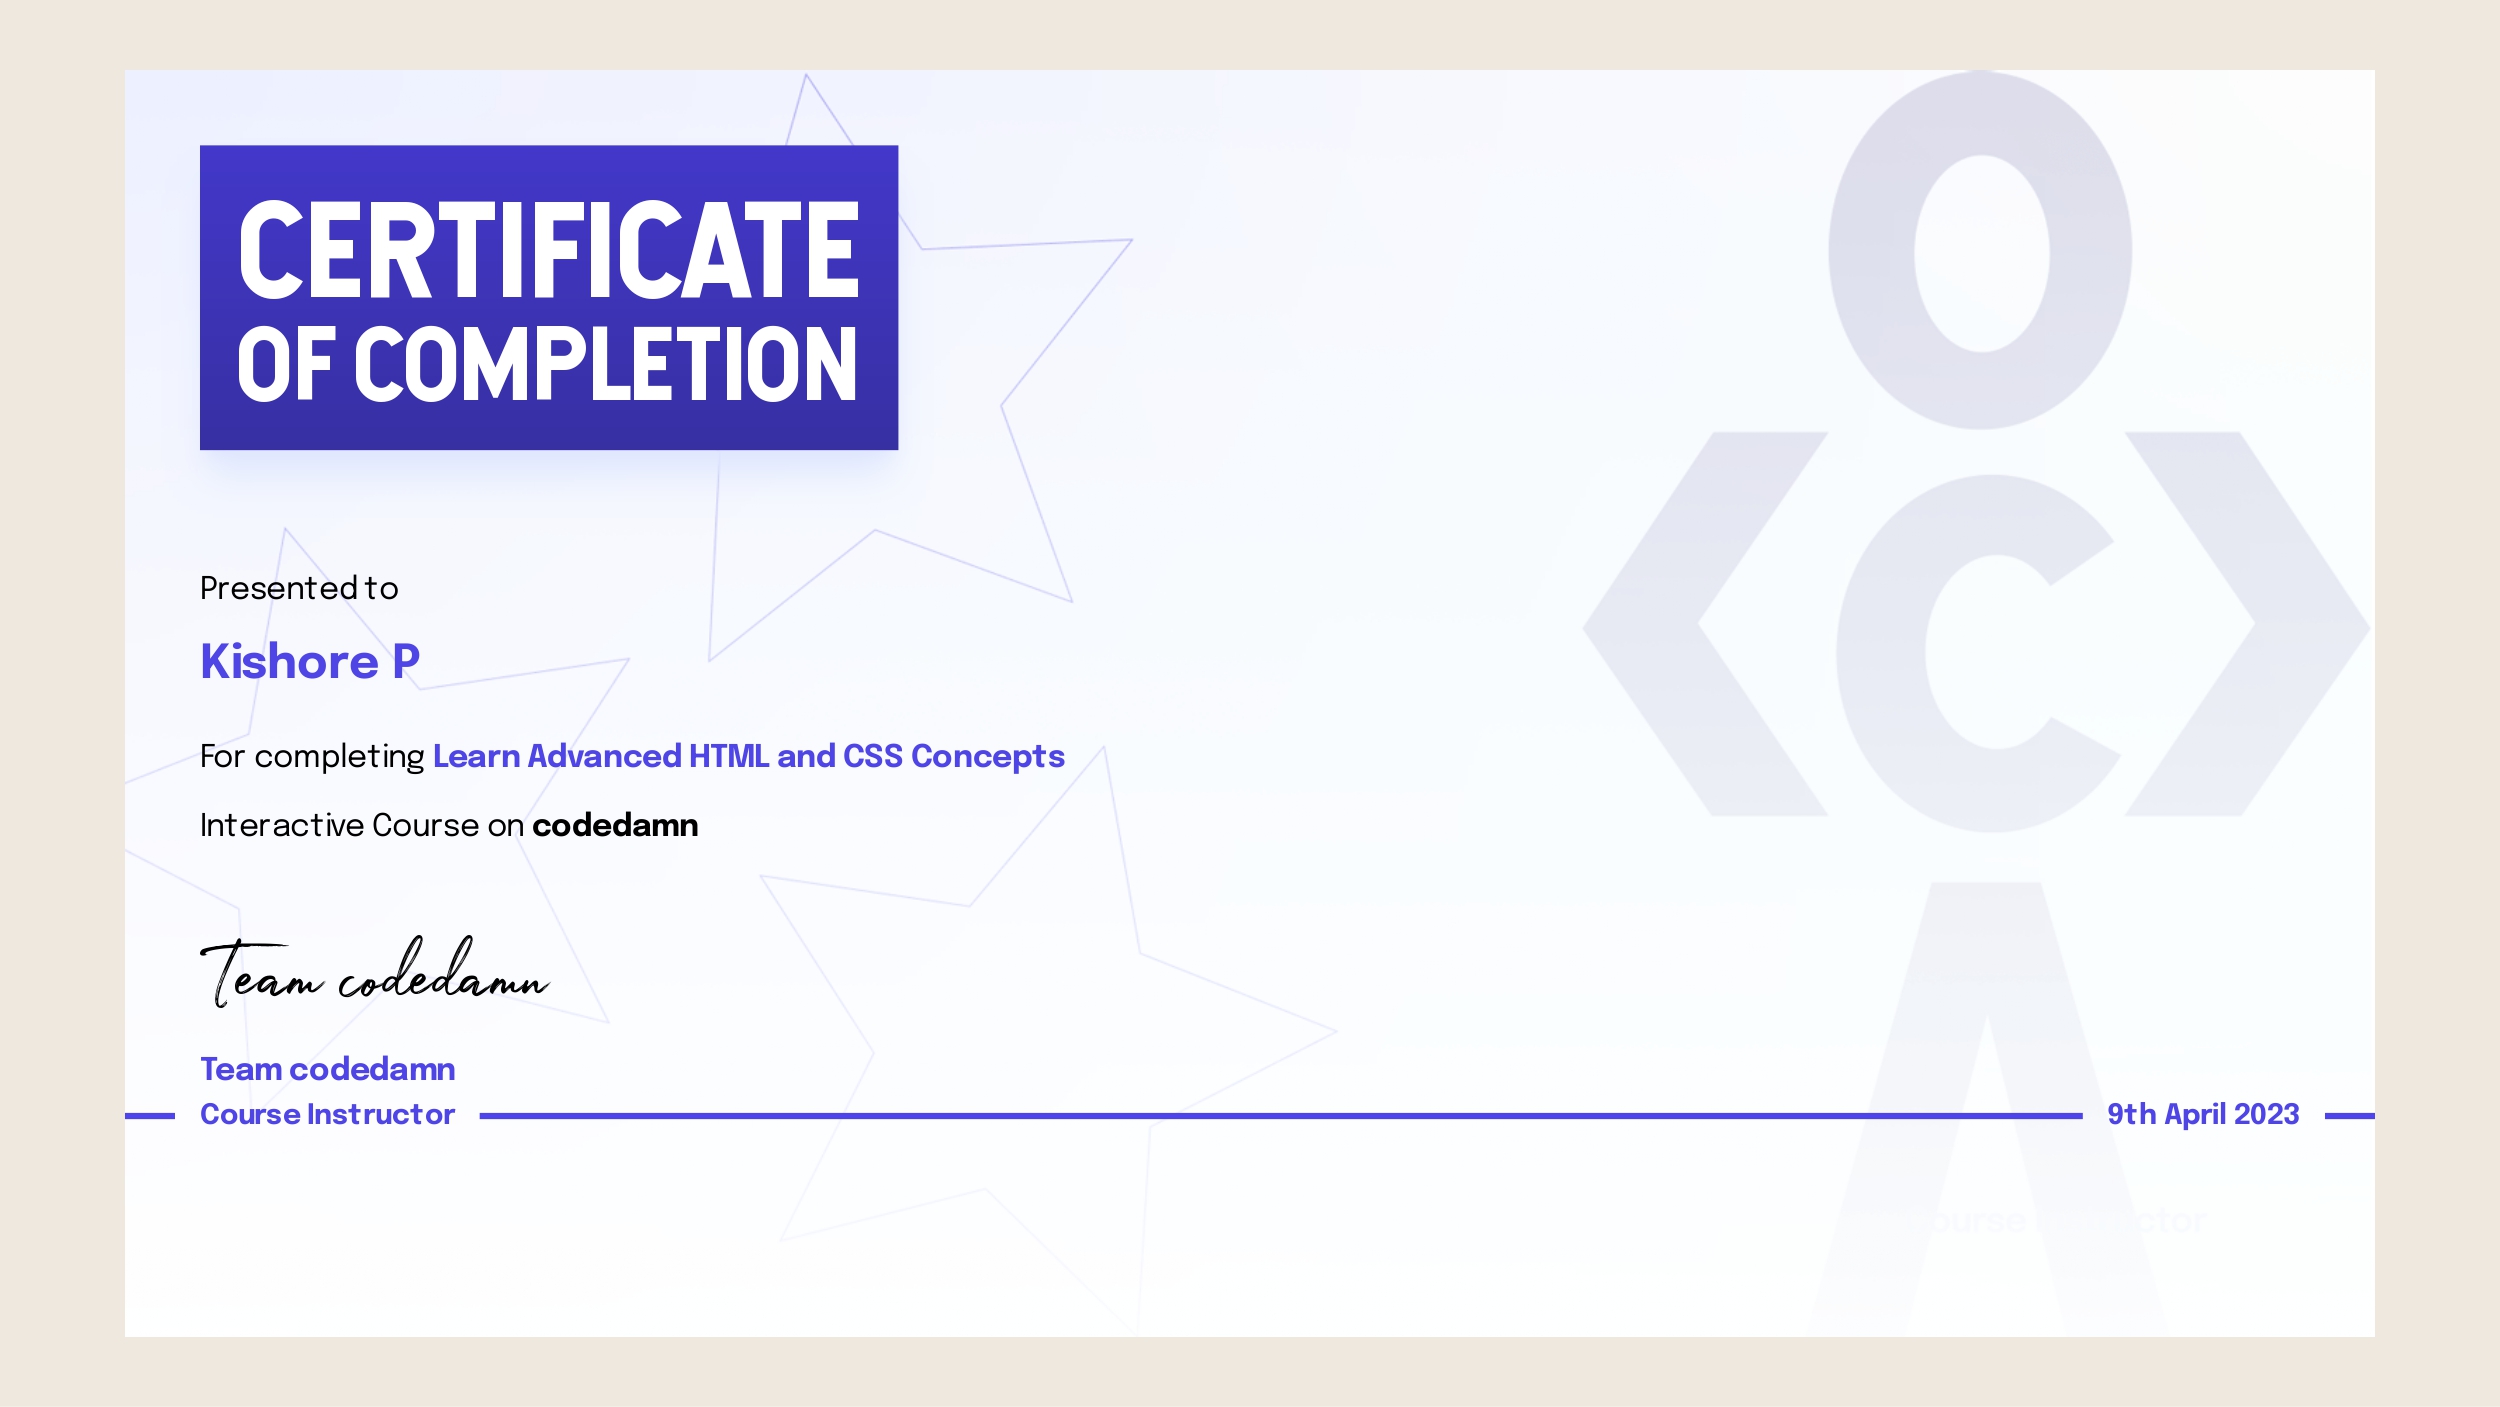 CERTIFICATE
OF COMPLETION
Presented to
Kishore P
For completing Learn Advanced HTML and CSS Concepts
Interactive Course on codedamn
Team codedamn
Team codedamn
Course Instructor
9th April 2023